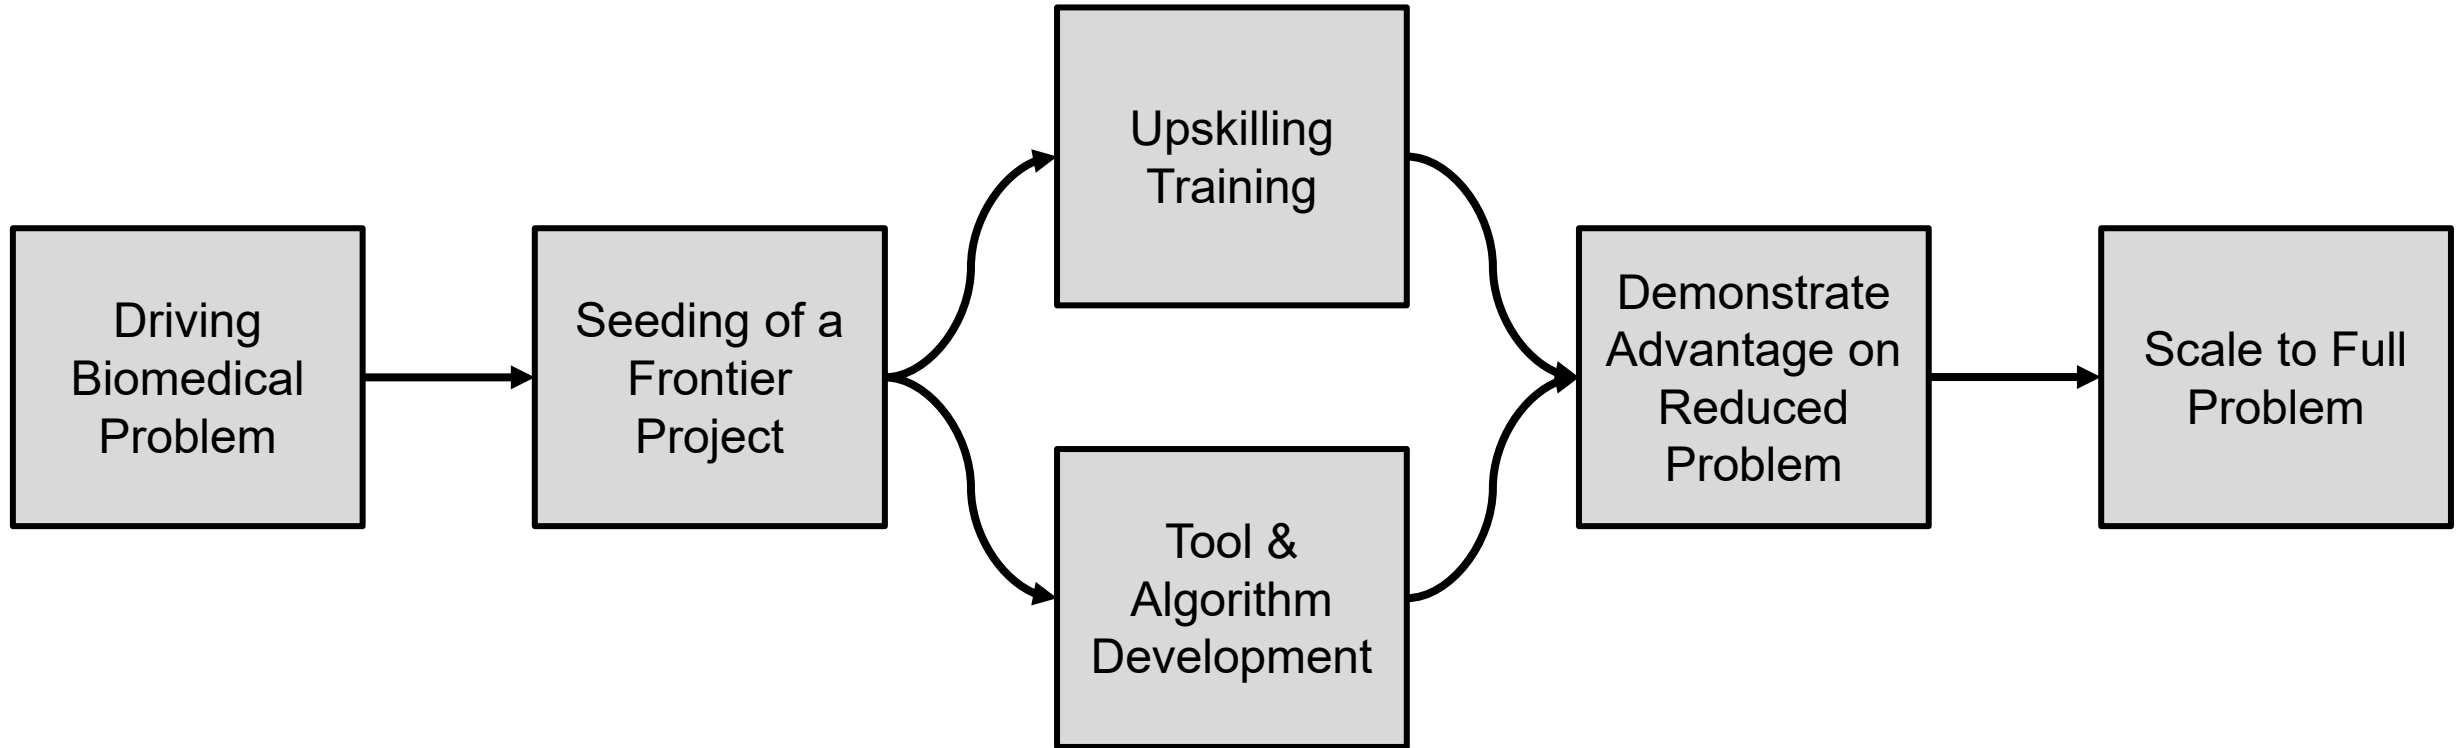 Driving
Biomedical
Problem
Seeding of a
Frontier
Project
Upskilling
Training
Tool &
Algorithm
Development
Demonstrate
Advantage on
Reduced
Problem
Scale to Full
Problem